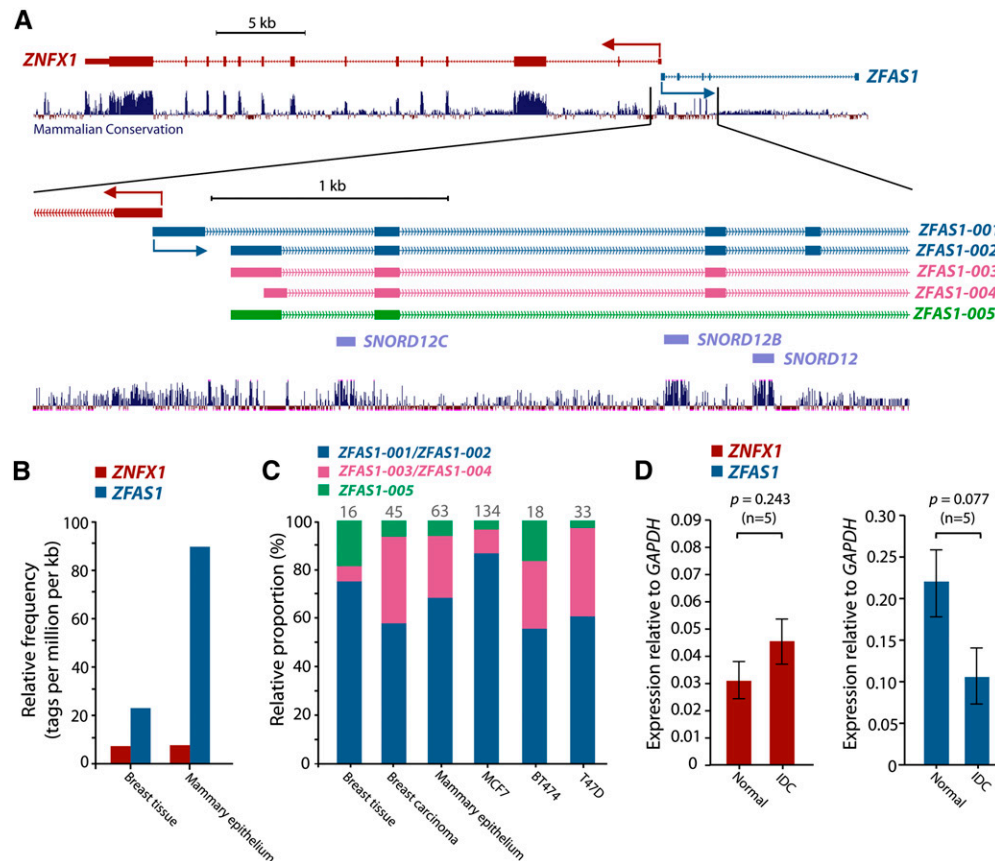 A
5 kb
ZNFX1
ZFAS1
Mammalian Conservation
1 kb
ZFAS1-001
ZFAS1-002
ZFAS1-003
ZFAS1-004
ZFAS1-005
SNORD12C
SNORD12B
SNORD12
B
ZNFX1
ZFAS1
Relative frequency
(tags per million per kb)
100
80
60
40
20
0
Breast tissue
Mammary epithelium
C
ZFAS1-001/ZFAS1-002
ZFAS1-003/ZFAS1-004
ZFAS1-005
16 45 63 134 18 33
Relative proportion (%)
100
80
60
40
20
0
Breast tissue
Breast carcinoma
Mammary epithelium
MCF7
BT474
T47D
D
ZNFX1
ZFAS1
p = 0.243
(n=5)
Expression relative to GAPDH
0.09
0.08
0.07
0.06
0.05
0.04
0.03
0.02
0.01
0.00
Normal
IDC
p = 0.077
(n=5)
Expression relative to GAPDH
0.30
0.25
0.20
0.15
0.10
0.05
0.00
Normal
IDC